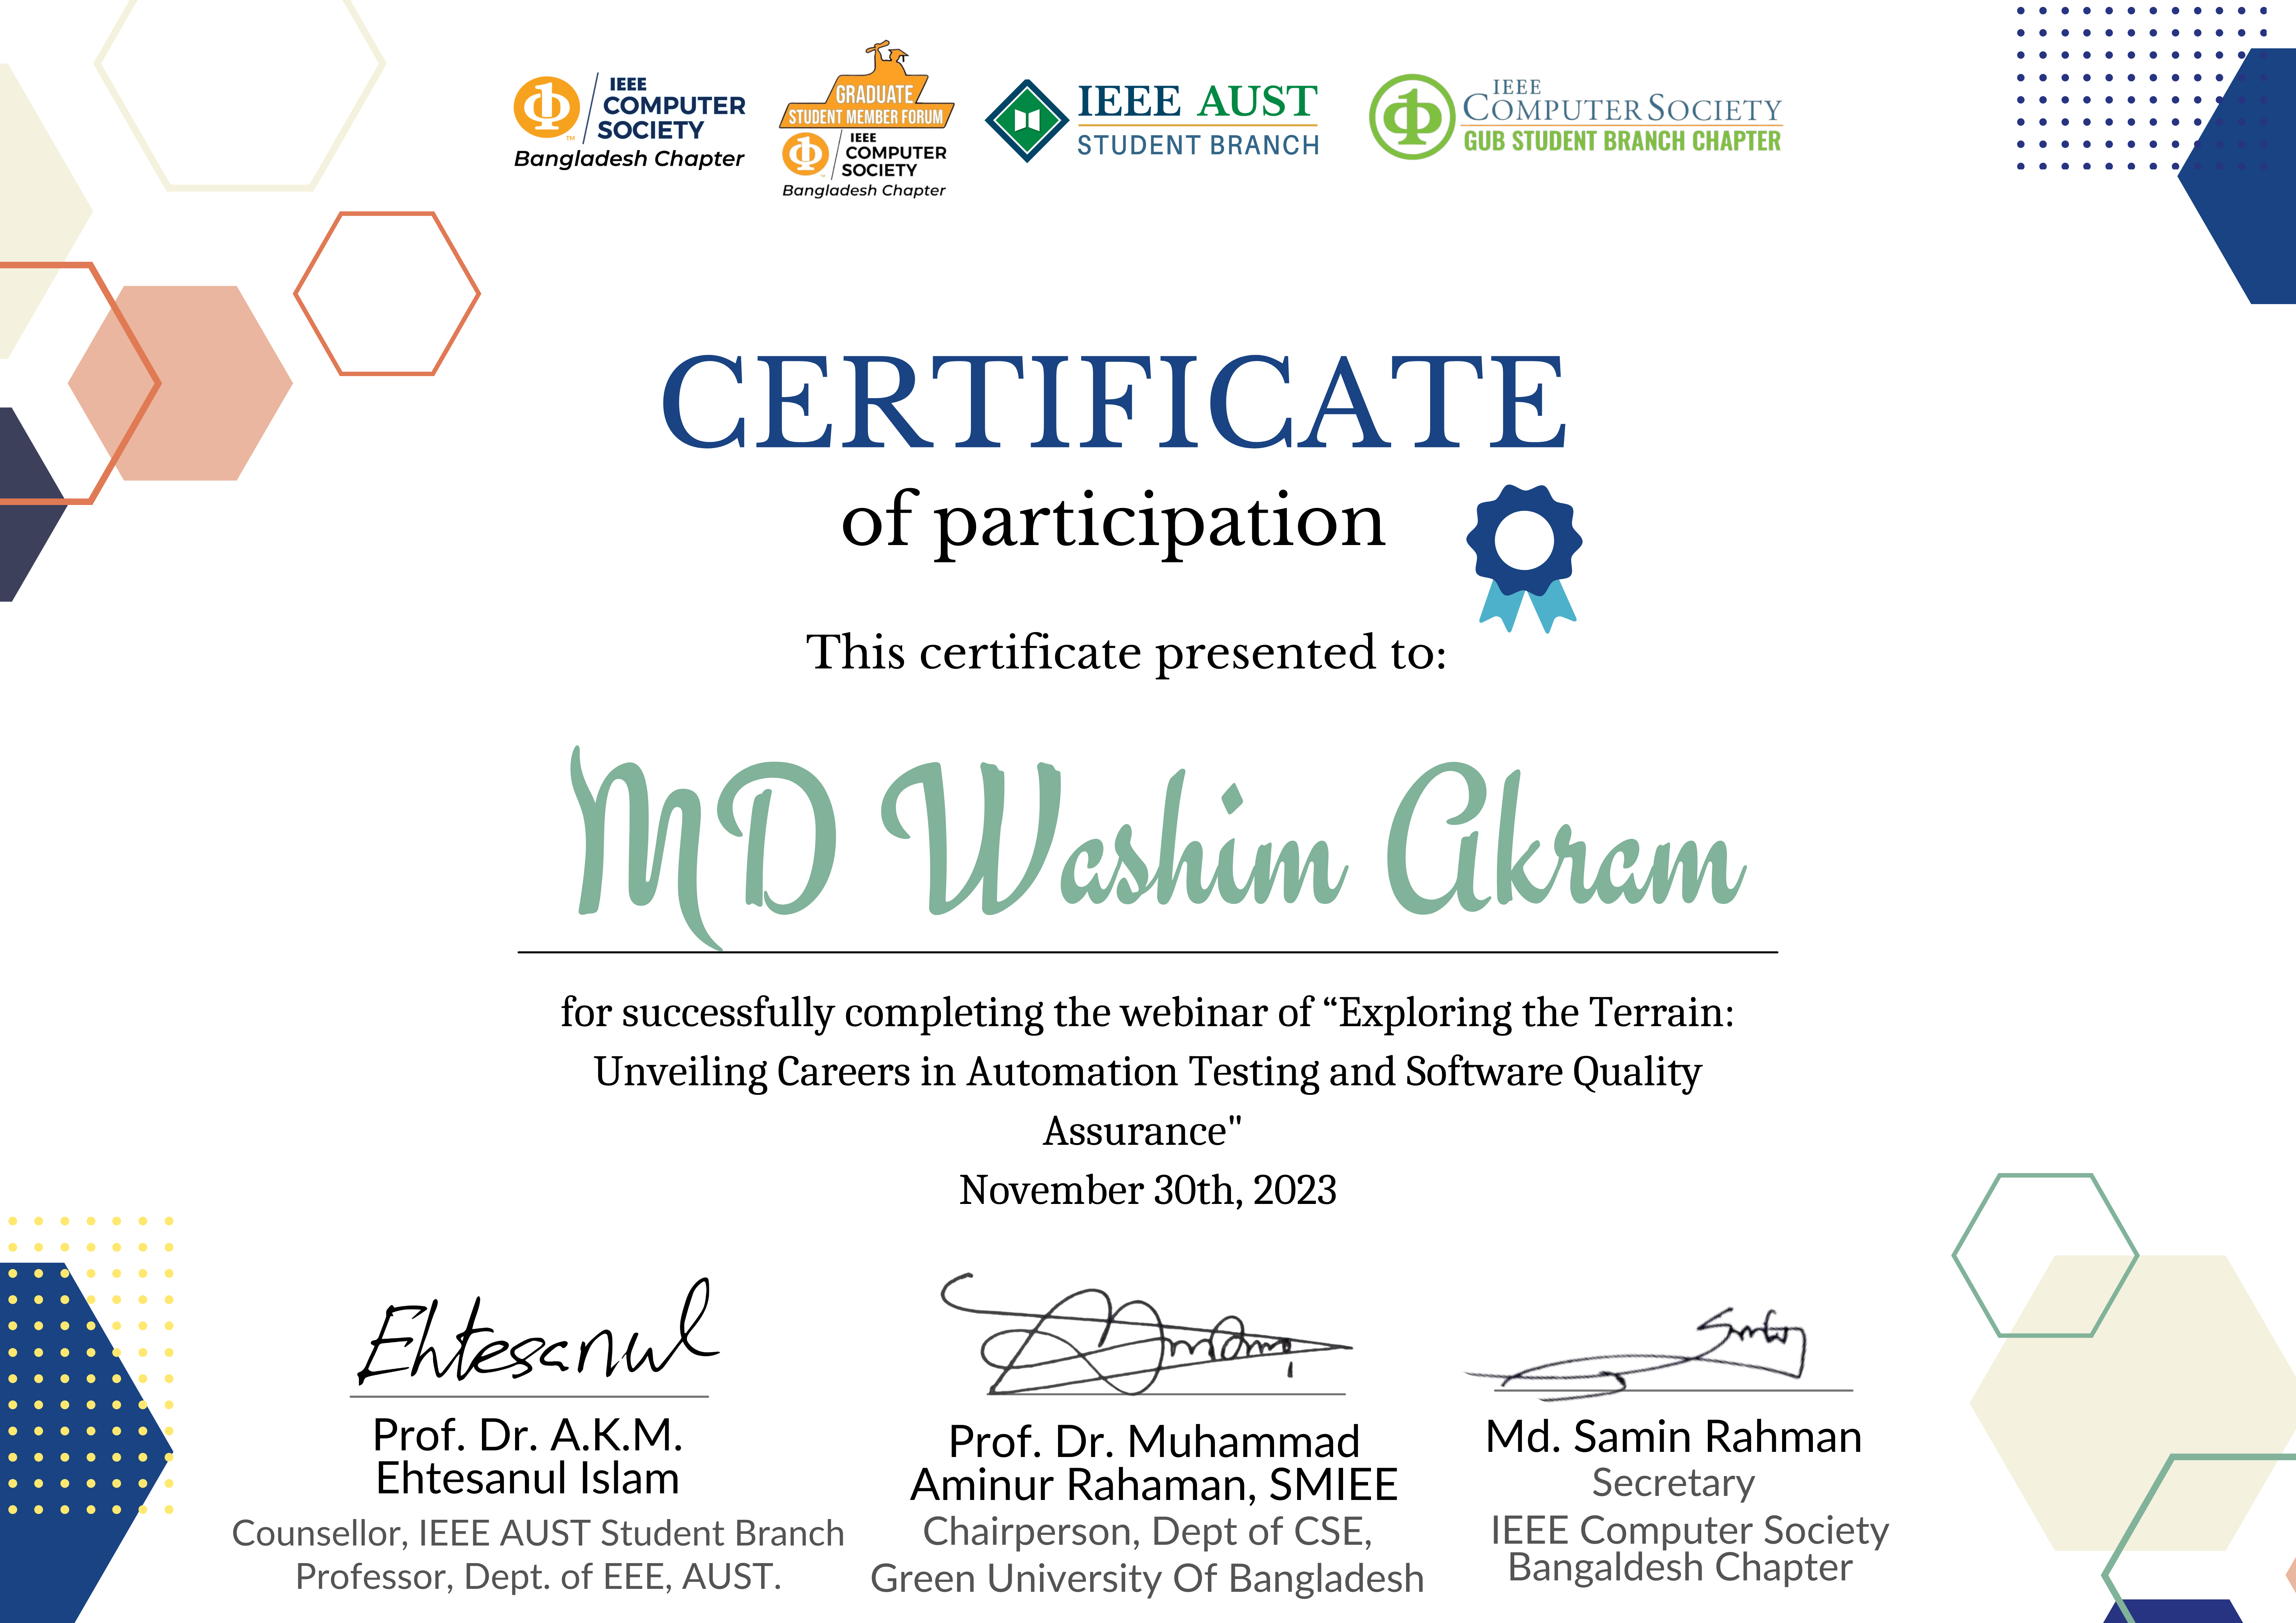 IEEE
COMPUTER
SOCIETY
Bangladesh Chapter
GRADUATE
STUDENT MEMBER FORUM
IEEE
COMPUTER
SOCIETY
Bangladesh Chapter
IEEE AUST
STUDENT BRANCH
IEEE
COMPUTER SOCIETY
GUB STUDENT BRANCH CHAPTER
CERTIFICATE
of participation
This certificate presented to:
MD Washim Akram
for successfully completing the webinar of “Exploring the Terrain:
Unveiling Careers in Automation Testing and Software Quality
Assurance"
November 30th, 2023
Ehtesanul
Prof. Dr. A.K.M.
Ehtesanul Islam
Counsellor, IEEE AUST Student Branch
Professor, Dept. of EEE, AUST.
Prof. Dr. Muhammad
Aminur Rahaman, SMIEE
Chairperson, Dept of CSE,
Green University Of Bangladesh
Md. Samin Rahman
Secretary
IEEE Computer Society
Bangaldesh Chapter